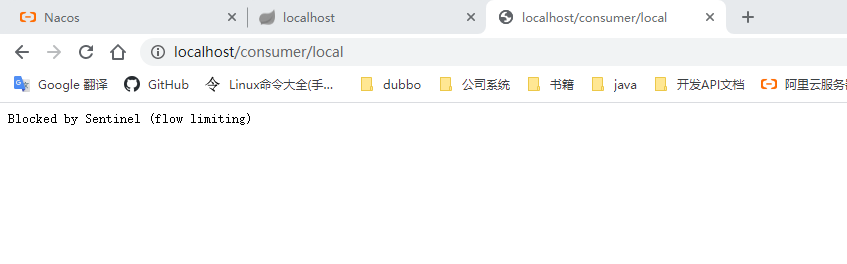 Nacos localhost localhost/consumer/local
localhost/consumer/local
Google 翻译 GitHub Linux命令大全(手... dubbo 公司系统 书籍 java 开发API文档 阿里云服务器
Blocked by Sentinel (flow limiting)